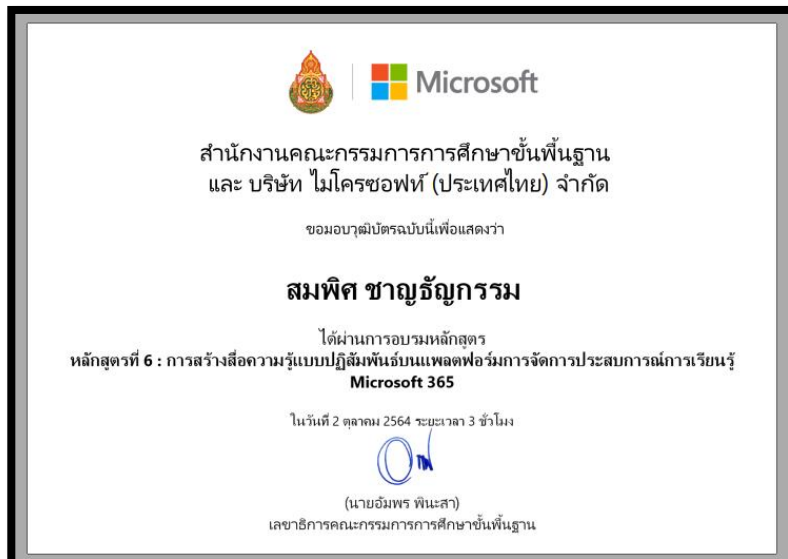 Microsoft
สำนักงานคณะกรรมการการศึกษาขั้นพื้นฐาน
และ บริษัท ไมโครซอฟท์ (ประเทศไทย) จำกัด
ขอมอบวุฒิบัตรฉบับนี้เพื่อแสดงว่า
สมพิศ ชาญธัญกรรม
ได้ผ่านการอบรมหลักสูตร
หลักสูตรที่ 6 : การสร้างสื่อความรู้แบบปฏิสัมพันธ์บนแพลตฟอร์มการจัดการประสบการณ์การเรียนรู้
Microsoft 365
ในวันที่ 2 ตุลาคม 2564 ระยะเวลา 3 ชั่วโมง
(นายอัมพร พินะสา)
เลขาธิการคณะกรรมการการศึกษาขั้นพื้นฐาน